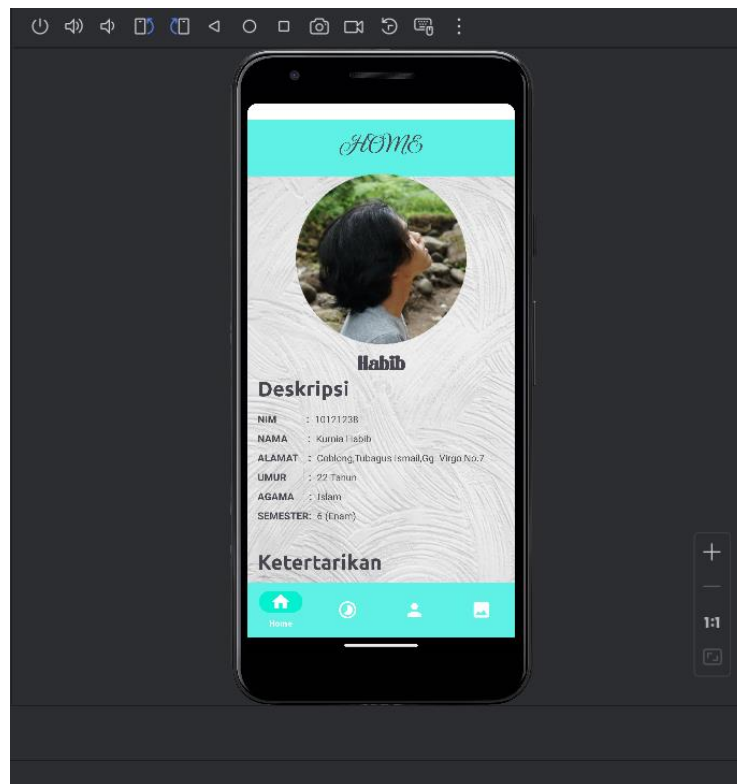 HOME
Habib
Deskripsi
NIM : 10121238
NAMA : Kurnia Habib
ALAMAT : Coblong,Tubagus Ismail,Gg. Virgo No.7
UMUR : 22 Tahun
AGAMA : Islam
SEMESTER: 6 (Enam)
Ketertarikan
Home
1:1